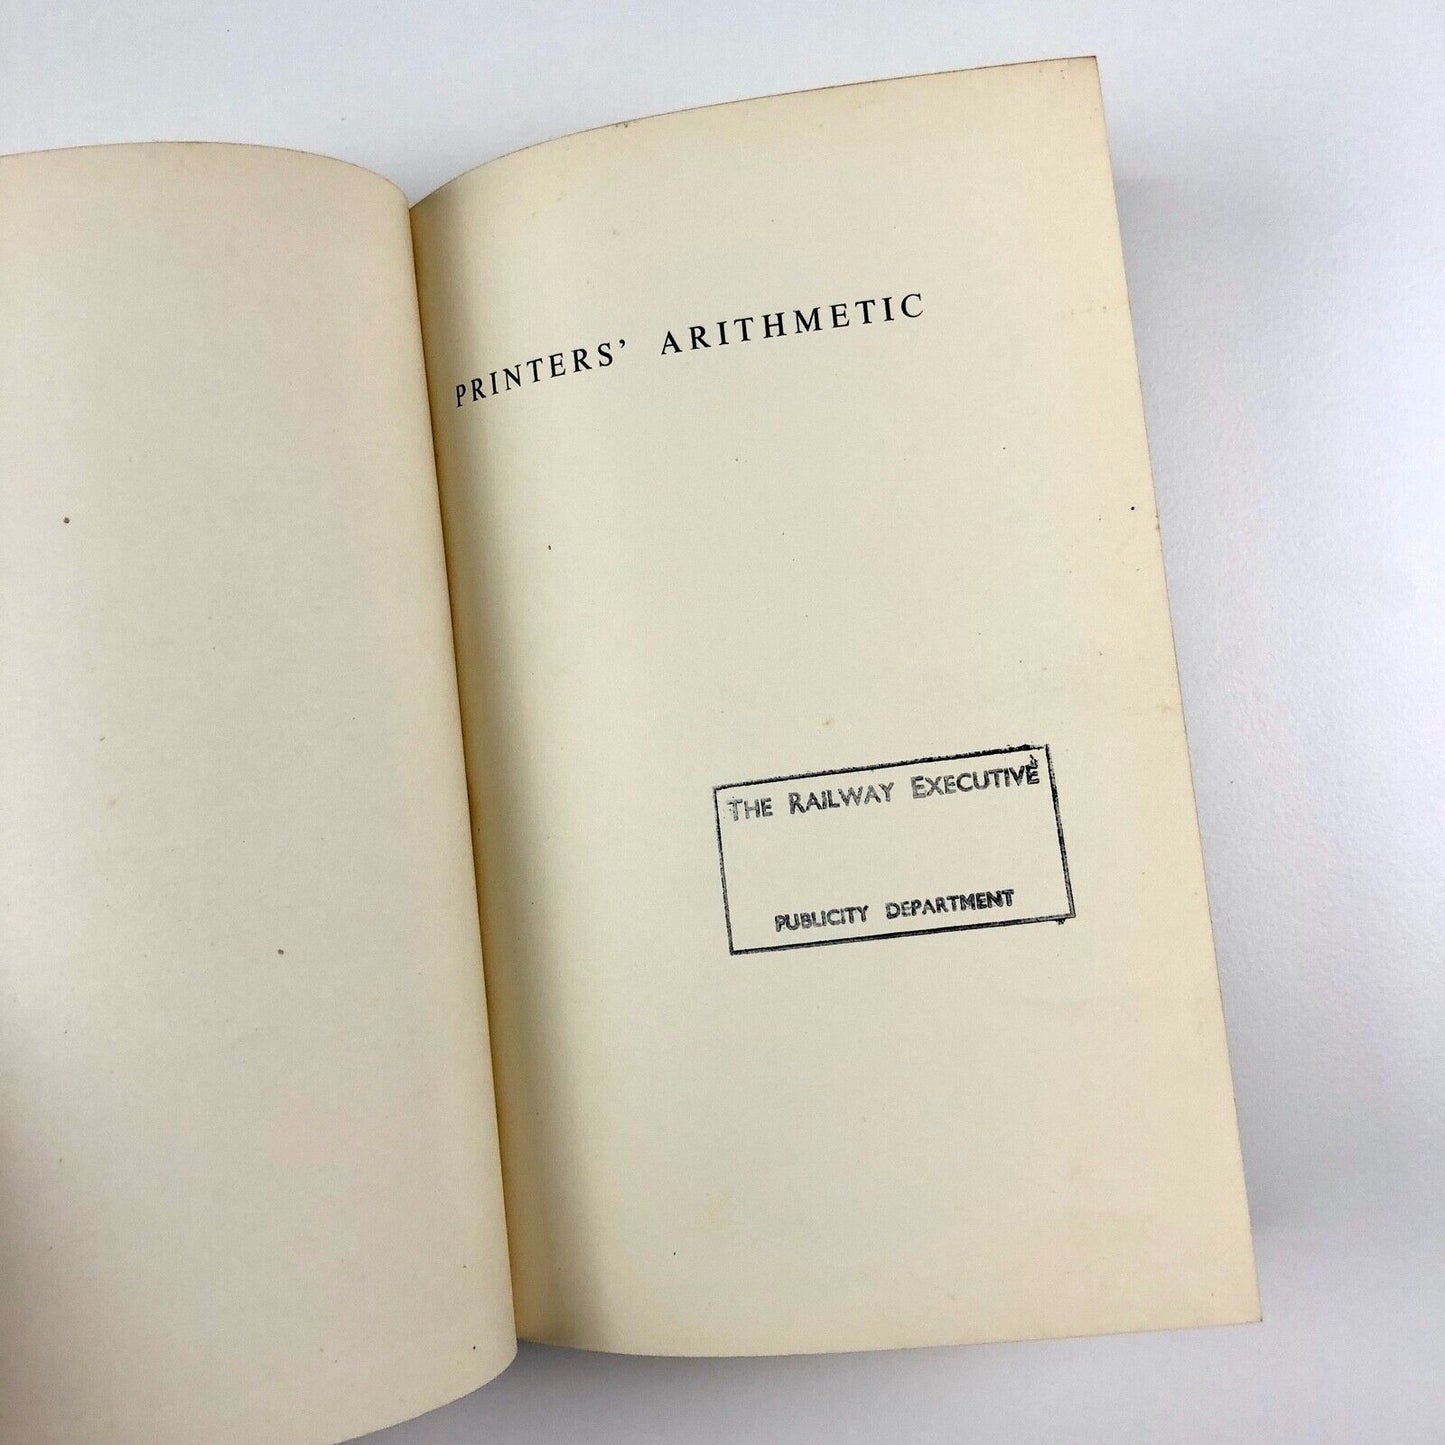 PRINTERS’ ARITHMETIC
THE RAILWAY EXECUTIVE
PUBLICITY DEPARTMENT